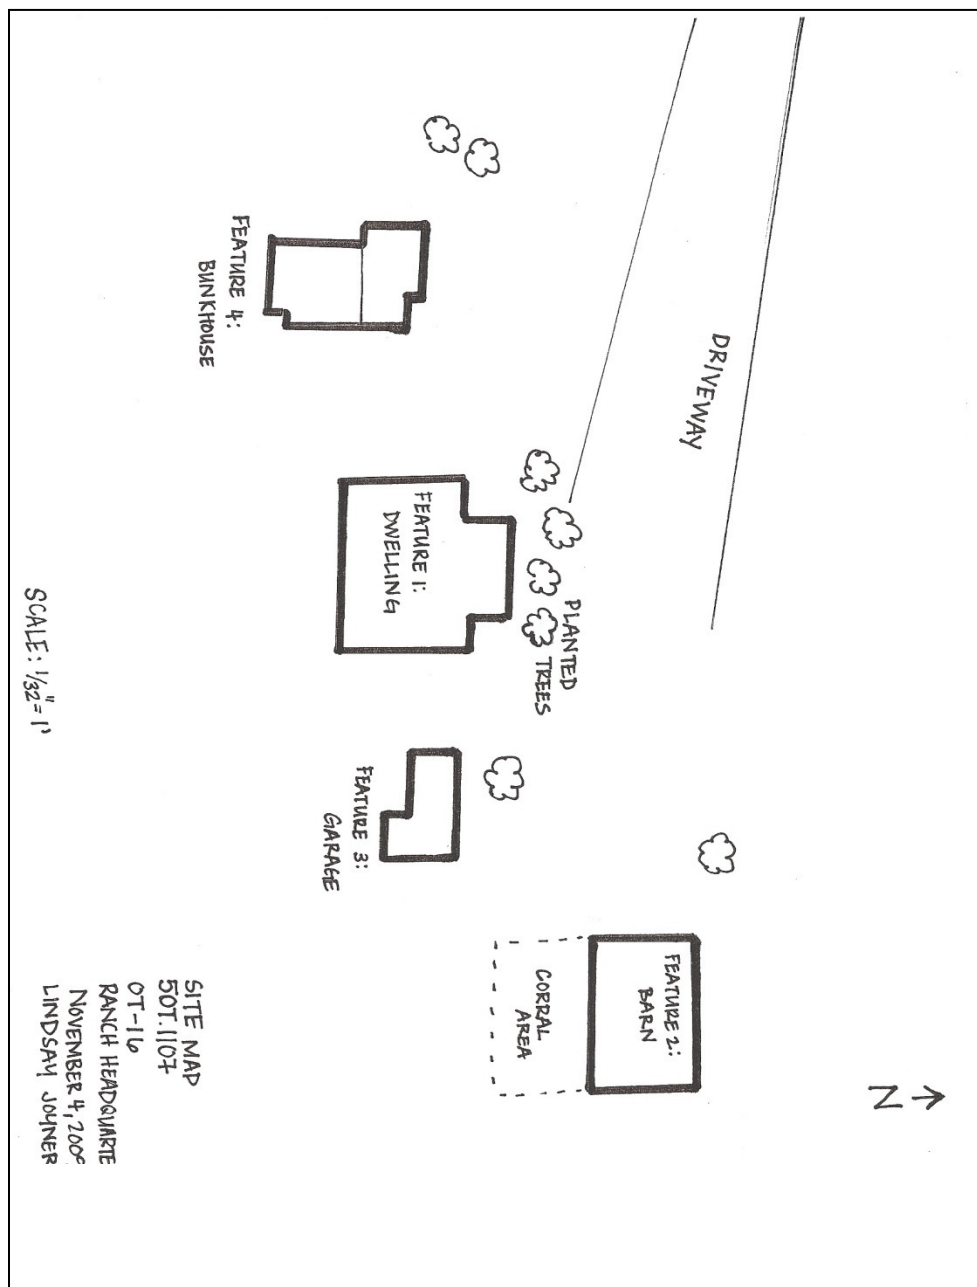 N
DRIVEWAY
FEATURE 2:
BARN
PLANTED
TREES
CORRAL
AREA
FEATURE 1:
DWELLING
FEATURE 3:
GARAGE
FEATURE 4:
BUNKHOUSE
SITE MAP
5OT.1107
OT-16
RANCH HEADQUARTE
NOVEMBER 4, 200
LINDSAY JOYNER
SCALE: 1/32"=1'